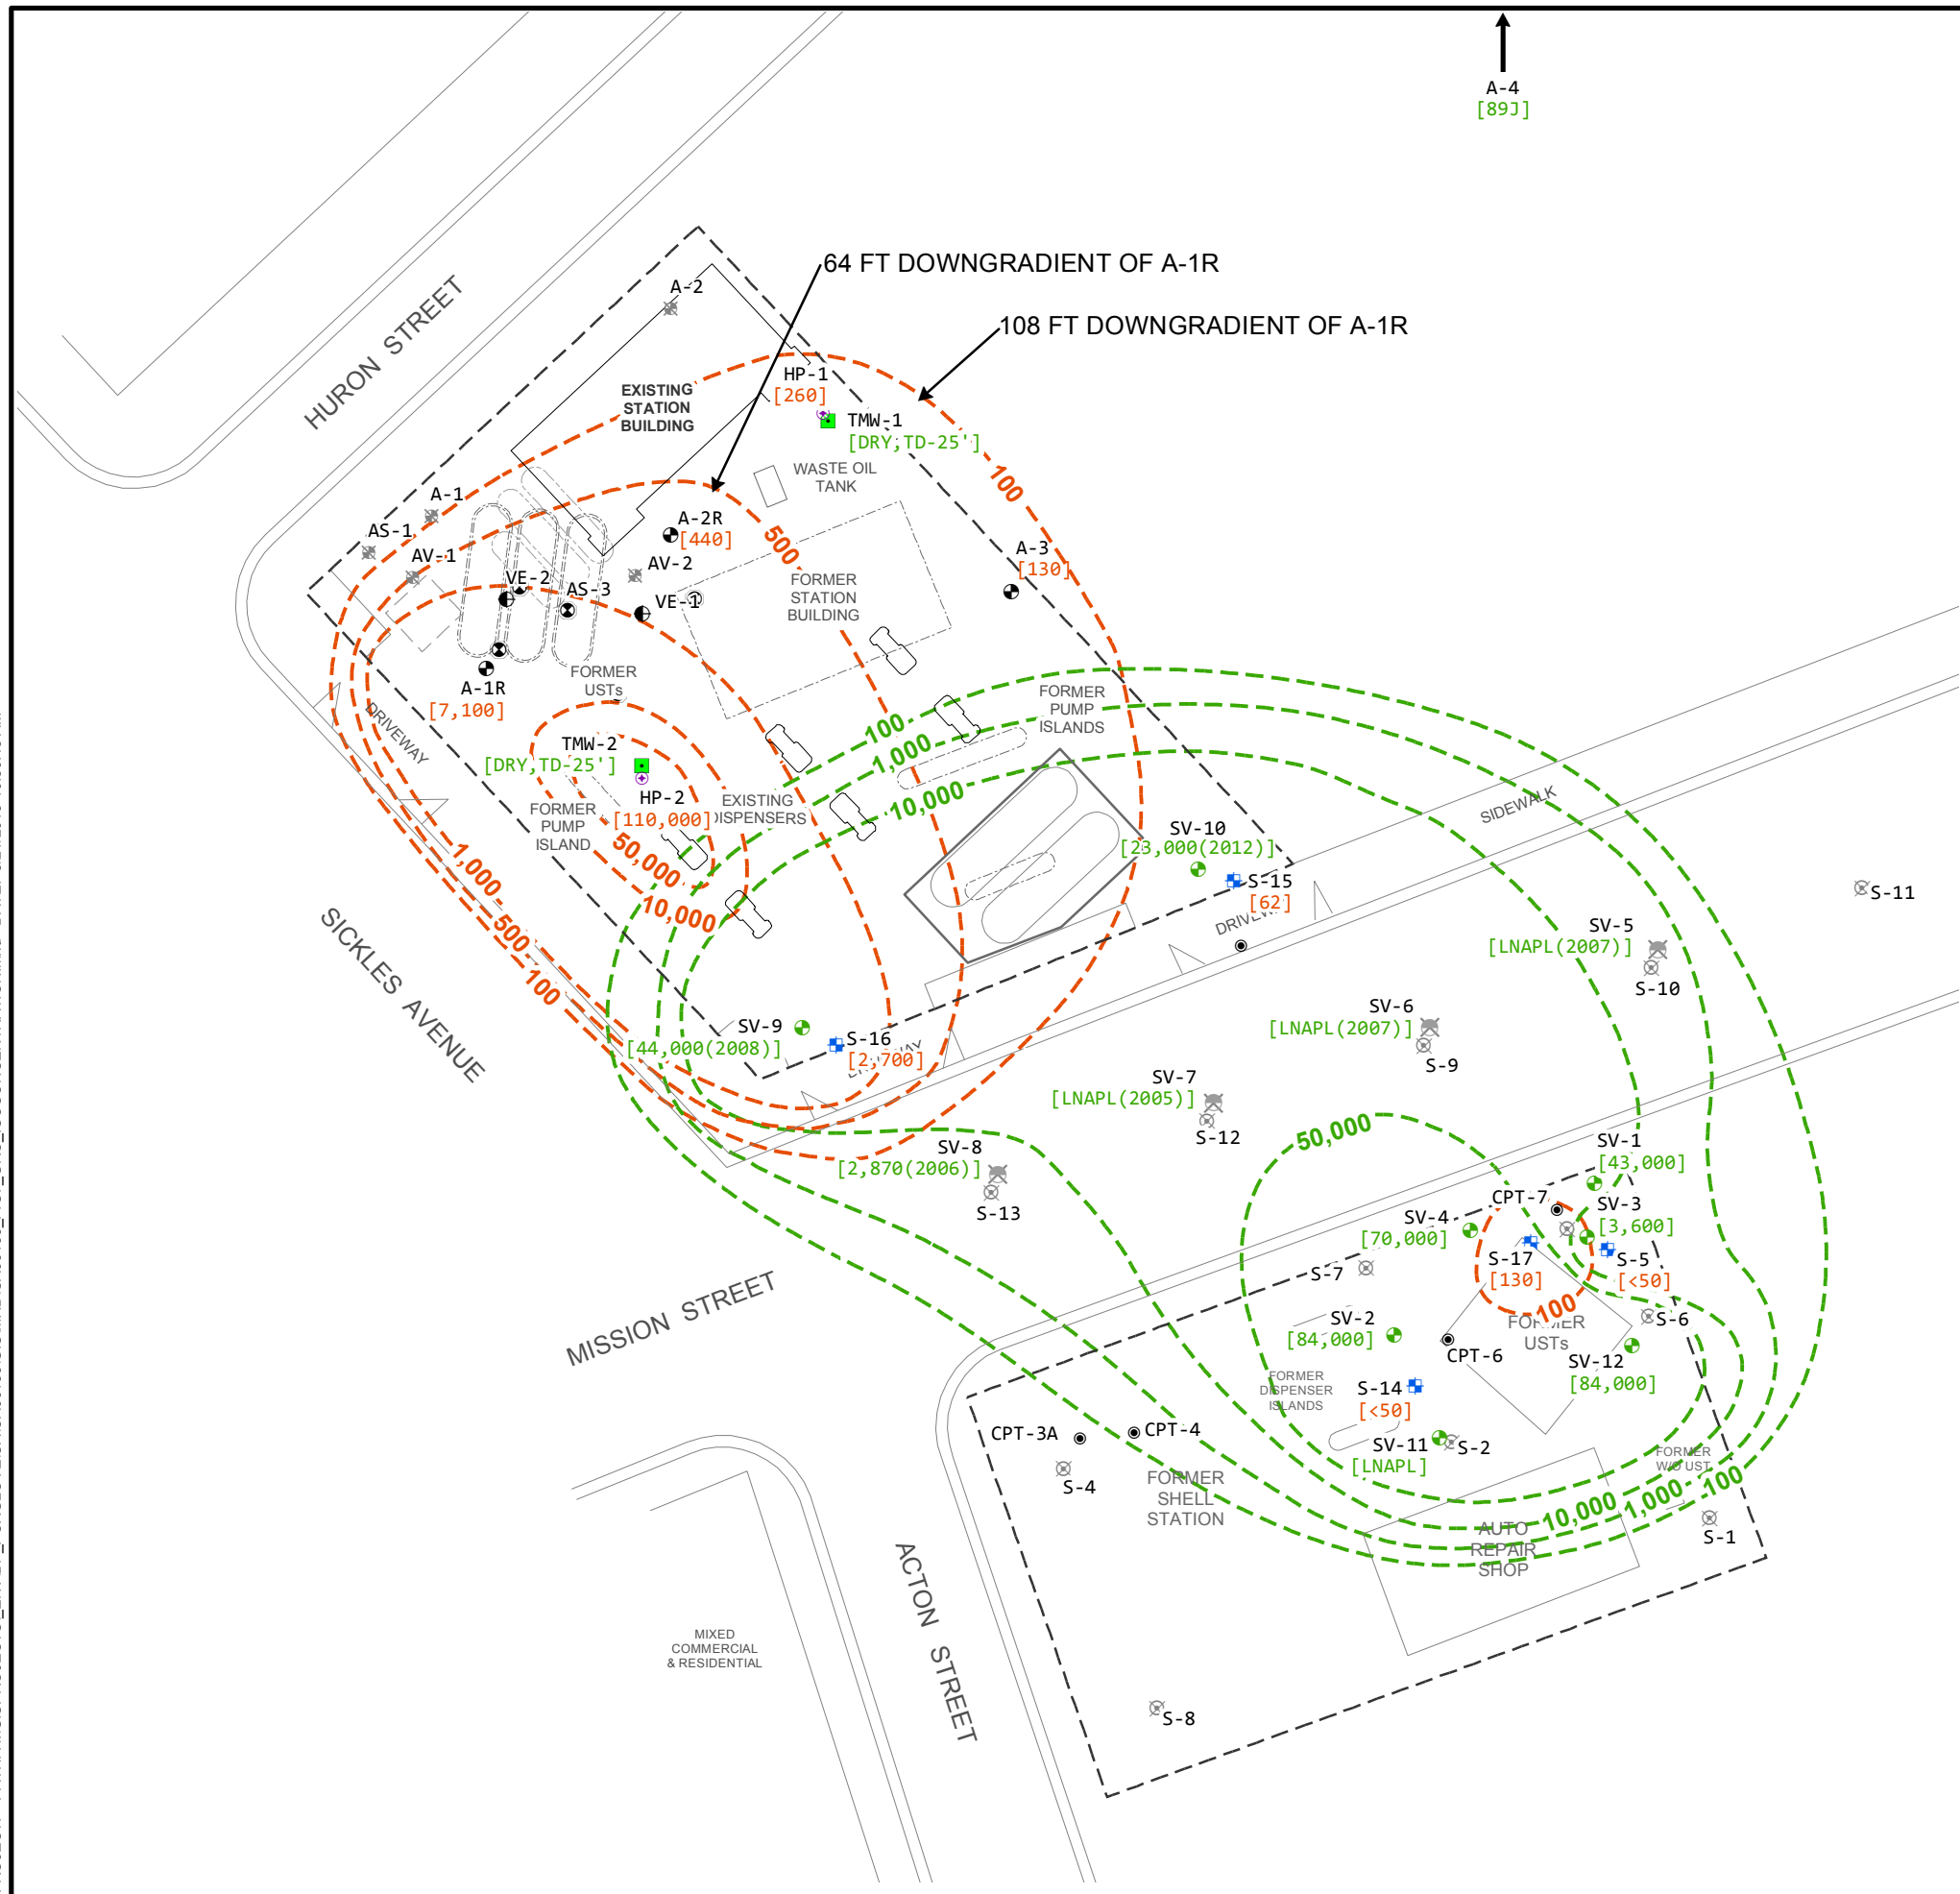 A-4
[89J]
64 FT DOWNGRADIENT OF A-1R
108 FT DOWNGRADIENT OF A-1R
A-2
HURON STREET
EXISTING
STATION
BUILDING
HP-1
[260]
TMW-1
[DRY,TD-25']
WASTE OIL
TANK
100
A-1
AS-1
AV-1
A-2R
[440]
500
A-3
[130]
AV-2
VE-2
AS-3
VE-1
FORMER
STATION
BUILDING
FORMER
USTs
A-1R
[7,100]
DRIVEWAY
FORMER
PUMP
ISLANDS
100
1,000
10,000
TMW-2
[DRY,TD-25']
HP-2
[110,000]
EXISTING
DISPENSERS
FORMER
PUMP
ISLAND
50,000
10,000
1,000
500
100
SICKLES AVENUE
SIDEWALK
SV-10
[23,000(2012)]
S-15
[62]
S-11
SV-5
[LNAPL(2007)]
S-10
SV-6
[LNAPL(2007)]
S-9
SV-9
[44,000(2008)]
S-16
[2,700]
SV-7
[LNAPL(2005)]
S-12
SV-8
[2,870(2006)]
S-13
50,000
SV-1
[43,000]
CPT-7
SV-3
[3,600]
SV-4
[70,000]
S-17
[130]
S-5
[<50]
S-7
100
FORMER
USTs
S-6
SV-2
[84,000]
CPT-6
SV-12
[84,000]
MISSION STREET
FORMER
DISPENSER
ISLANDS
S-14
[<50]
CPT-3A
CPT-4
SV-11
[LNAPL]
S-2
FORMER
W/O UST
S-4
FORMER
SHELL
STATION
10,000
1,000
100
AUTO
REPAIR
SHOP
S-1
ACTON STREET
MIXED
COMMERCIAL
& RESIDENTIAL
S-8